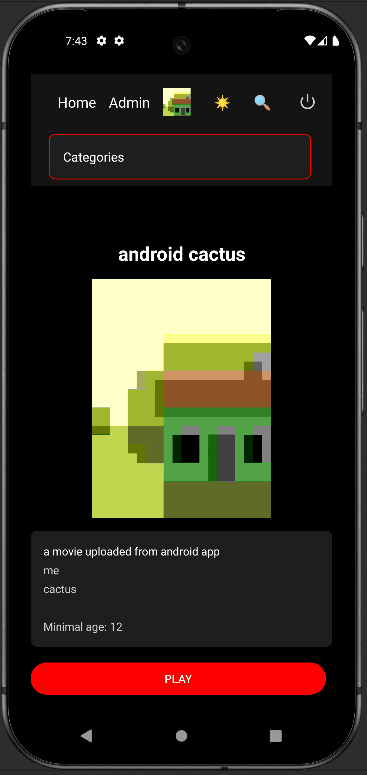 7:43
Home Admin
Categories
android cactus
a movie uploaded from android app
me
cactus
Minimal age: 12
PLAY